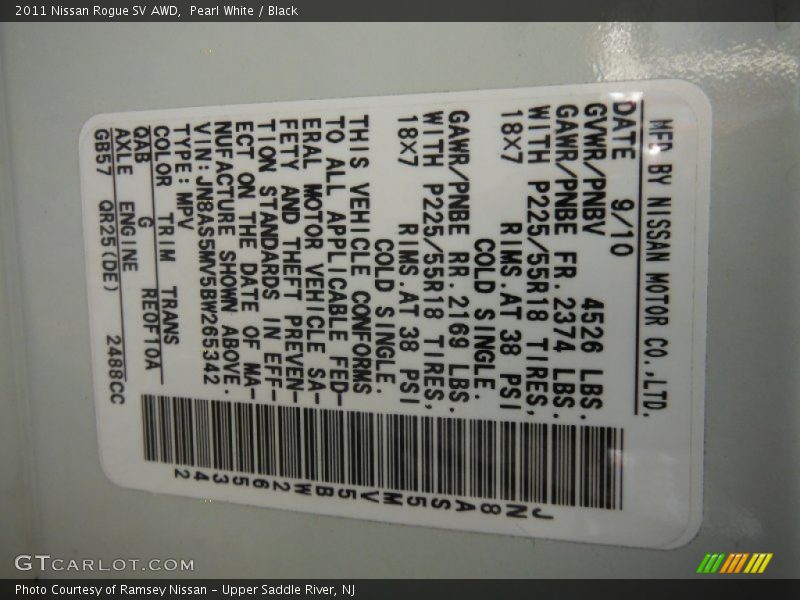 2011 Nissan Rogue SV AWD,  Pearl White / Black
MFD BY NISSAN MOTOR CO.,LTD.
DATE 9/10
GVWR/PNBV 4526 LBS.
GAWR/PNBE FR. 2374 LBS.
WITH P225/55R18 TIRES,
18X7 RIMS.AT 38 PSI
COLD SINGLE.
GAWR/PNBE RR. 2169 LBS.
WITH P225/55R18 TIRES,
18X7 RIMS.AT 38 PSI
COLD SINGLE.
THIS VEHICLE CONFORMS
TO ALL APPLICABLE FED-
ERAL MOTOR VEHICLE SA-
FETY AND THEFT PREVEN-
TION STANDARDS IN EFF-
ECT ON THE DATE OF MA-
NUFACTURE SHOWN ABOVE.
VIN:JN8AS5MV5BW265342
TYPE:MPV
COLOR TRIM TRANS
QAB G RE0F10A
AXLE ENGINE
GB57 QR25(DE) 2488CC
JN8AS5MV5BW265342
GTCARLOT.COM
Photo Courtesy of Ramsey Nissan - Upper Saddle River, NJ